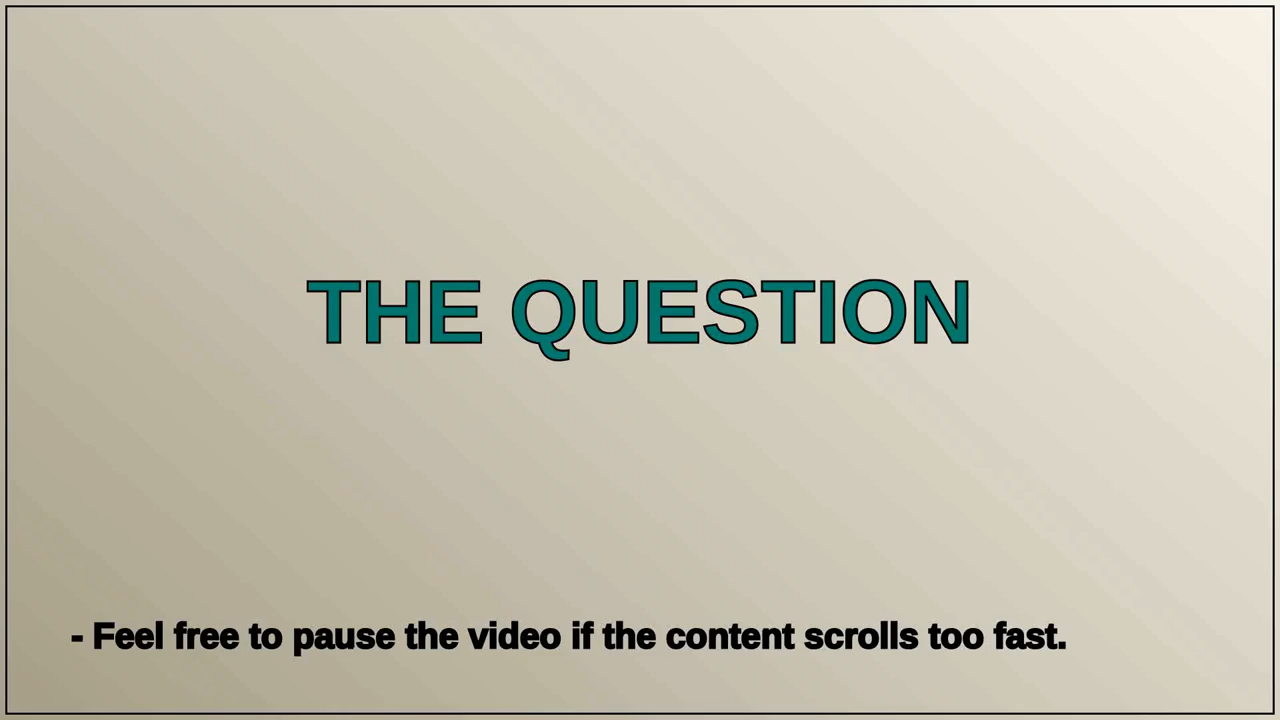 THE QUESTION
- Feel free to pause the video if the content scrolls too fast.